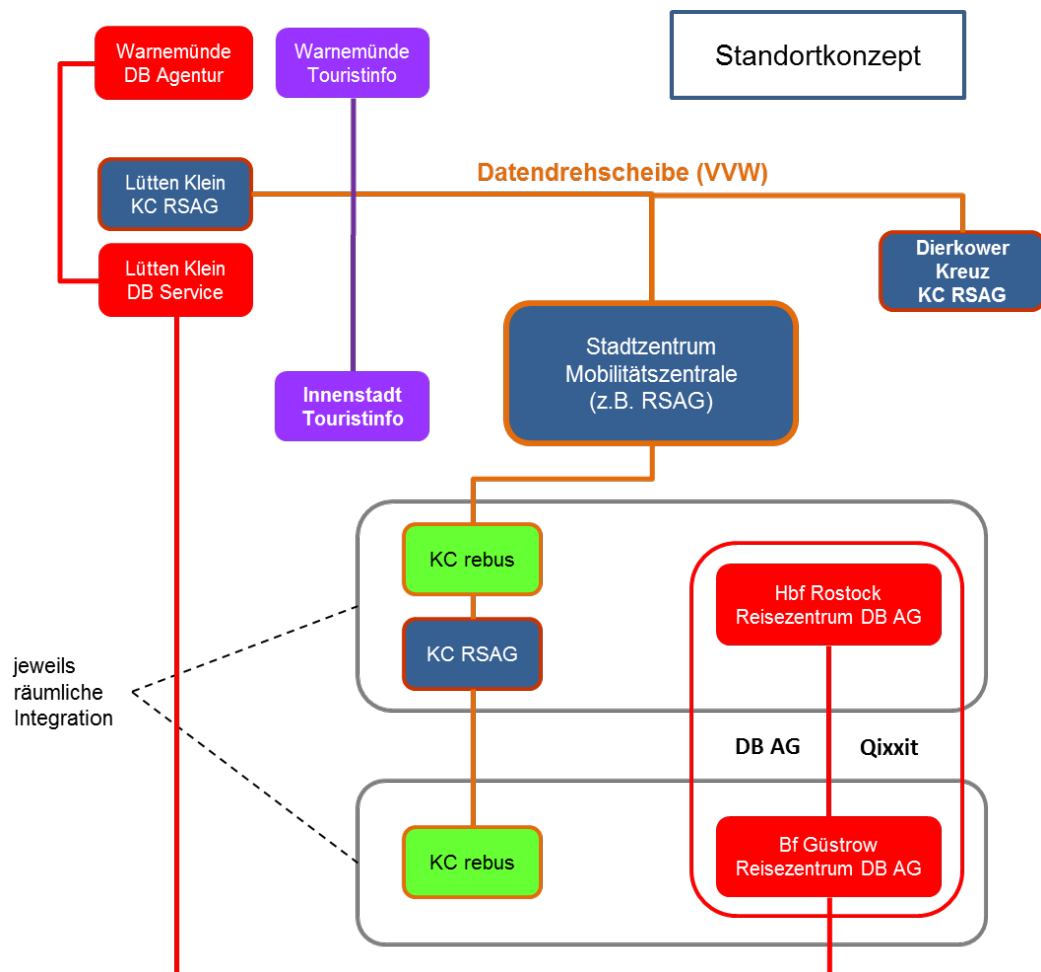 Warnemünde
DB Agentur
Warnemünde
Touristinfo
Standortkonzept
Datendrehscheibe (VVW)
Lütten Klein
KC RSAG
Dierkower
Kreuz
KC RSAG
Lütten Klein
DB Service
Stadtzentrum
Mobilitätszentrale
(z.B. RSAG)
Innenstadt
Touristinfo
KC rebus
Hbf Rostock
Reisezentrum DB AG
KC RSAG
jeweils
räumliche
Integration
DB AG
Qixxit
KC rebus
Bf Güstrow
Reisezentrum DB AG